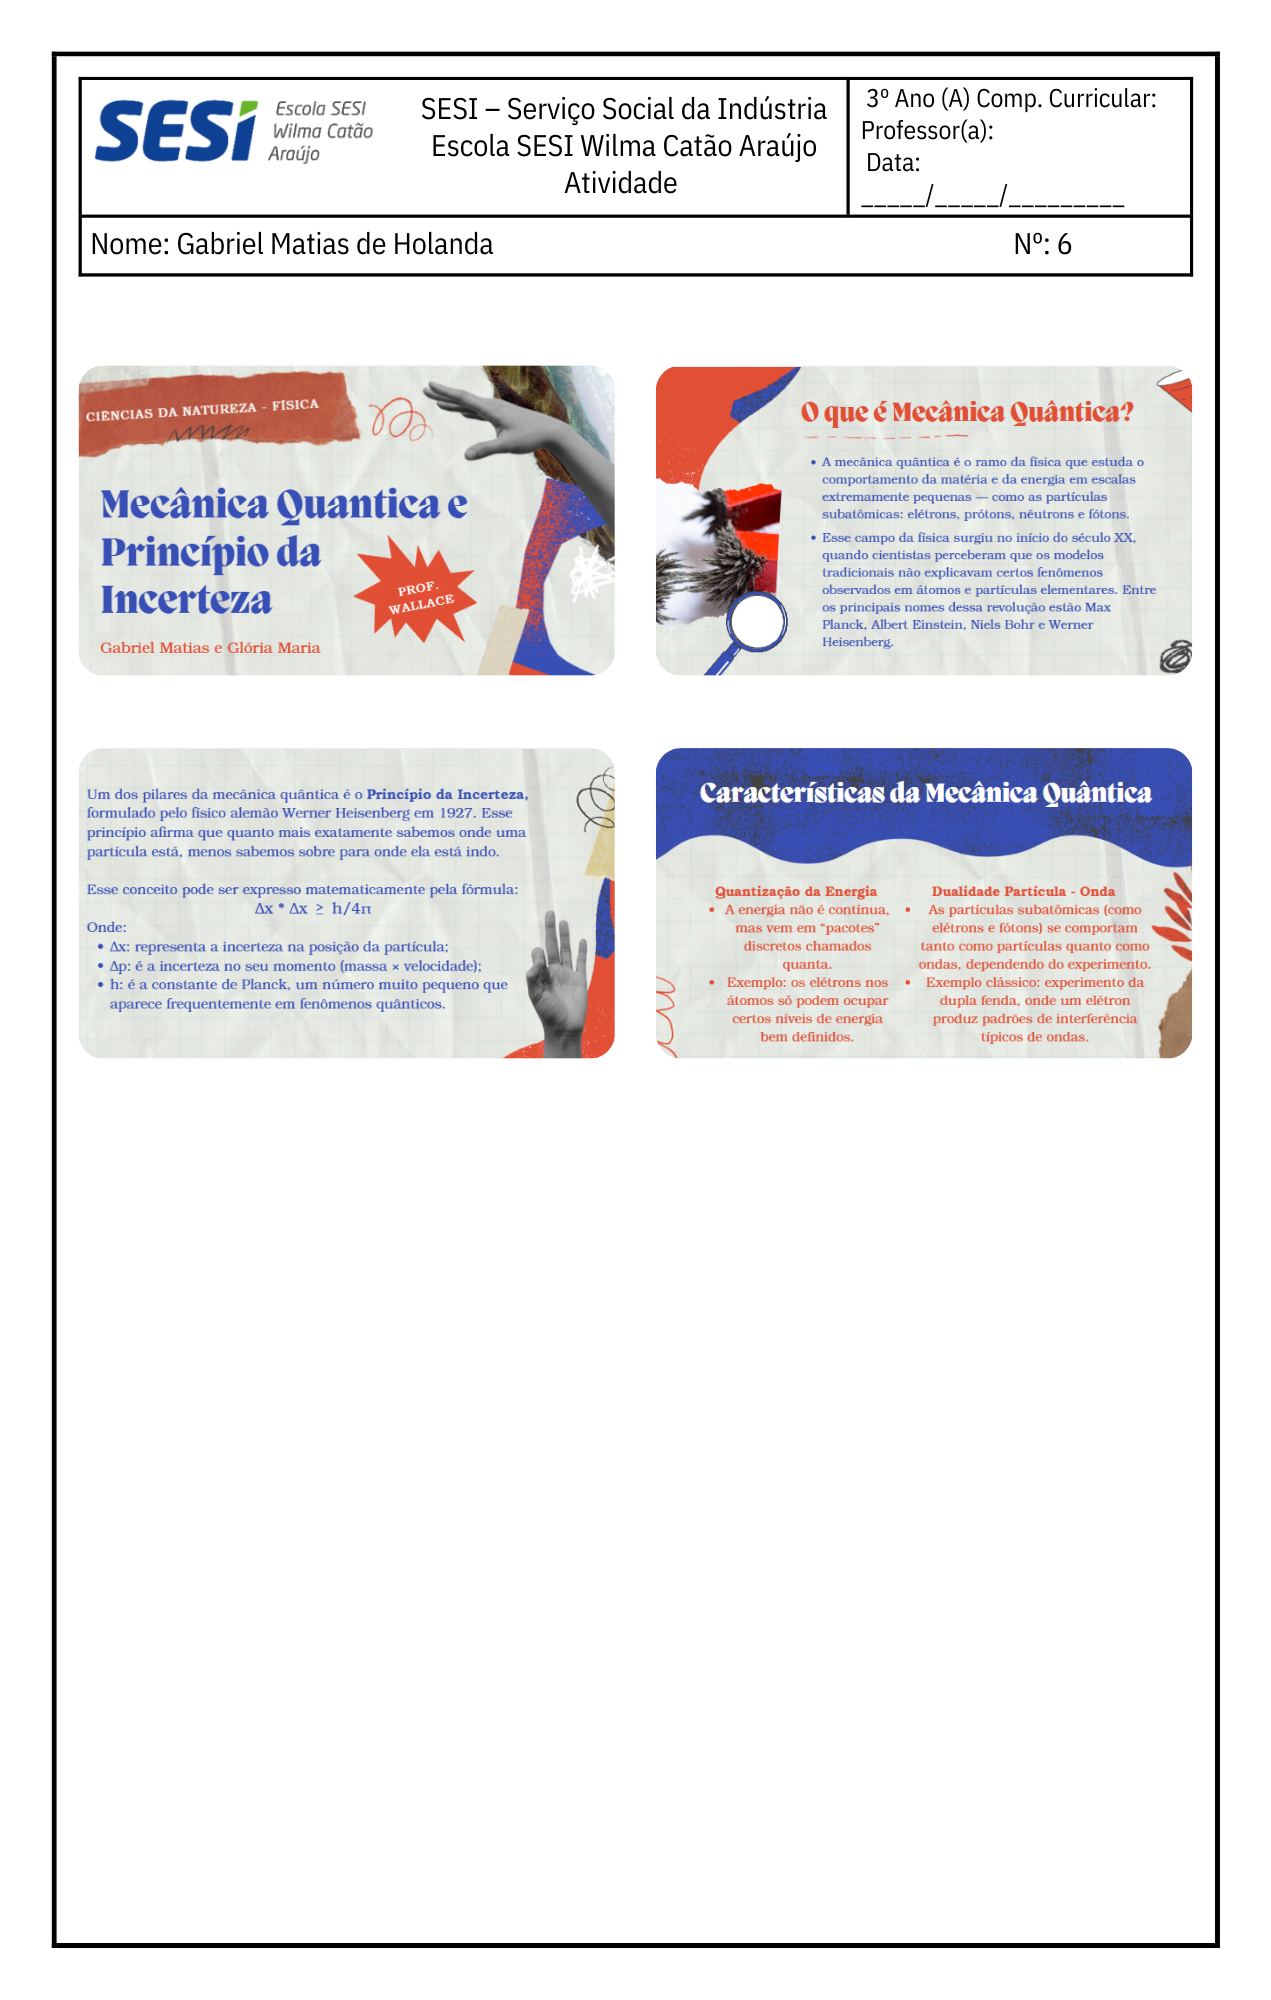 SESI
Escola SESI
Wilma Catão
Araújo
SESI – Serviço Social da Indústria
Escola SESI Wilma Catão Araújo
Atividade
3º Ano (A) Comp. Curricular:
Professor(a):
Data:
_____/_____/_________
Nome: Gabriel Matias de Holanda Nº: 6
CIÊNCIAS DA NATUREZA - FÍSICA
Mecânica Quantica e
Princípio da
Incerteza
PROF.
WALLACE
Gabriel Matias e Glória Maria
O que é Mecânica Quântica?
• A mecânica quântica é o ramo da física que estuda o
comportamento da matéria e da energia em escalas
extremamente pequenas — como as partículas
subatômicas: elétrons, prótons, nêutrons e fótons.
• Esse campo da física surgiu no início do século XX,
quando cientistas perceberam que os modelos
tradicionais não explicavam certos fenômenos
observados em átomos e partículas elementares. Entre
os principais nomes dessa revolução estão Max
Planck, Albert Einstein, Niels Bohr e Werner
Heisenberg.
Um dos pilares da mecânica quântica é o Princípio da Incerteza,
formulado pelo físico alemão Werner Heisenberg em 1927. Esse
princípio afirma que quanto mais exatamente sabemos onde uma
partícula está, menos sabemos sobre para onde ela está indo.
Esse conceito pode ser expresso matematicamente pela fórmula:
Δx * Δx ≥ h/4π
Onde:
• Δx: representa a incerteza na posição da partícula;
• Δp: é a incerteza no seu momento (massa × velocidade);
• h: é a constante de Planck, um número muito pequeno que
aparece frequentemente em fenômenos quânticos.
Características da Mecânica Quântica
Quantização da Energia
• A energia não é contínua,
mas vem em “pacotes”
discretos chamados
quanta.
• Exemplo: os elétrons nos
átomos só podem ocupar
certos níveis de energia
bem definidos.
Dualidade Partícula - Onda
• As partículas subatômicas (como
elétrons e fótons) se comportam
tanto como partículas quanto como
ondas, dependendo do experimento.
• Exemplo clássico: experimento da
dupla fenda, onde um elétron
produz padrões de interferência
típicos de ondas.